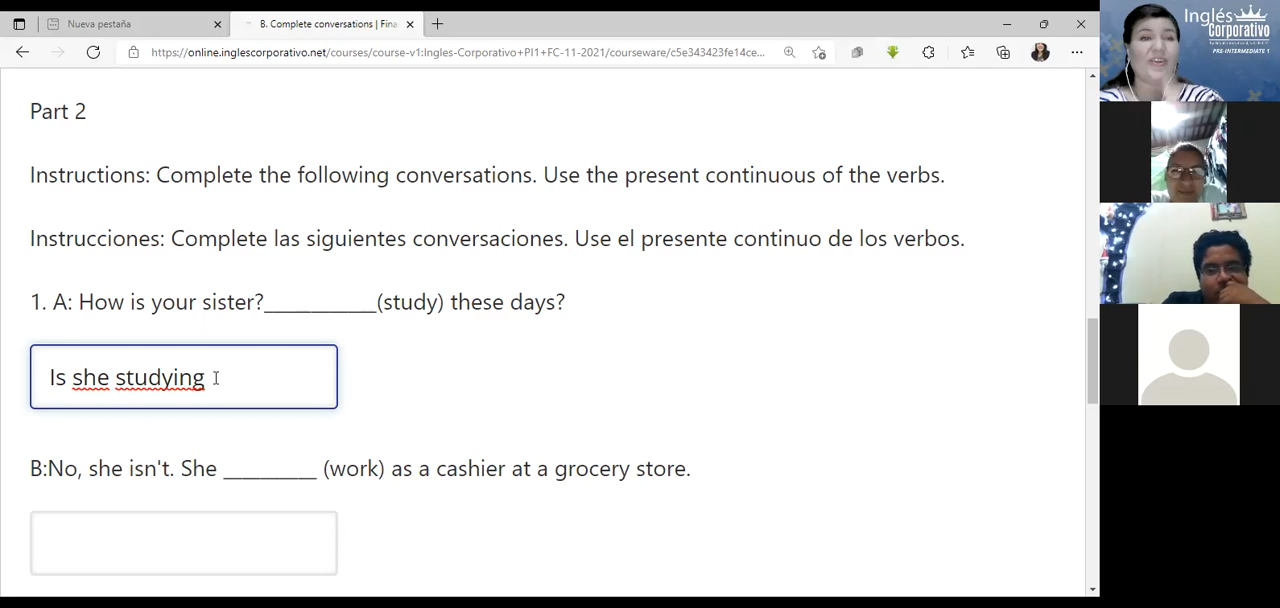 Nueva pestaña
B. Complete conversations | Fina
https://online.inglescorporativo.net/courses/course-v1:Ingles-Corporativo+PI1+FC-11-2021/courseware/c5e343423fe14ce...
Inglés
Corporativo
PRE-INTERMEDIATE 1
Part 2
Instructions: Complete the following conversations. Use the present continuous of the verbs.
Instrucciones: Complete las siguientes conversaciones. Use el presente continuo de los verbos.
1. A: How is your sister?____________(study) these days?
Is she studying
B:No, she isn't. She __________ (work) as a cashier at a grocery store.